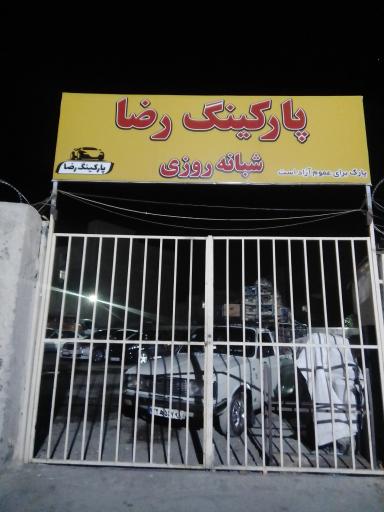 پارکینگ رضا
شبانه روزی
پارک برای عموم آزاد است
پارکینگ رضا